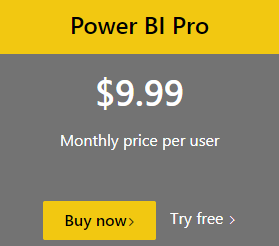 Power BI Pro
$9.99
Monthly price per user
Buy now>
Try free >